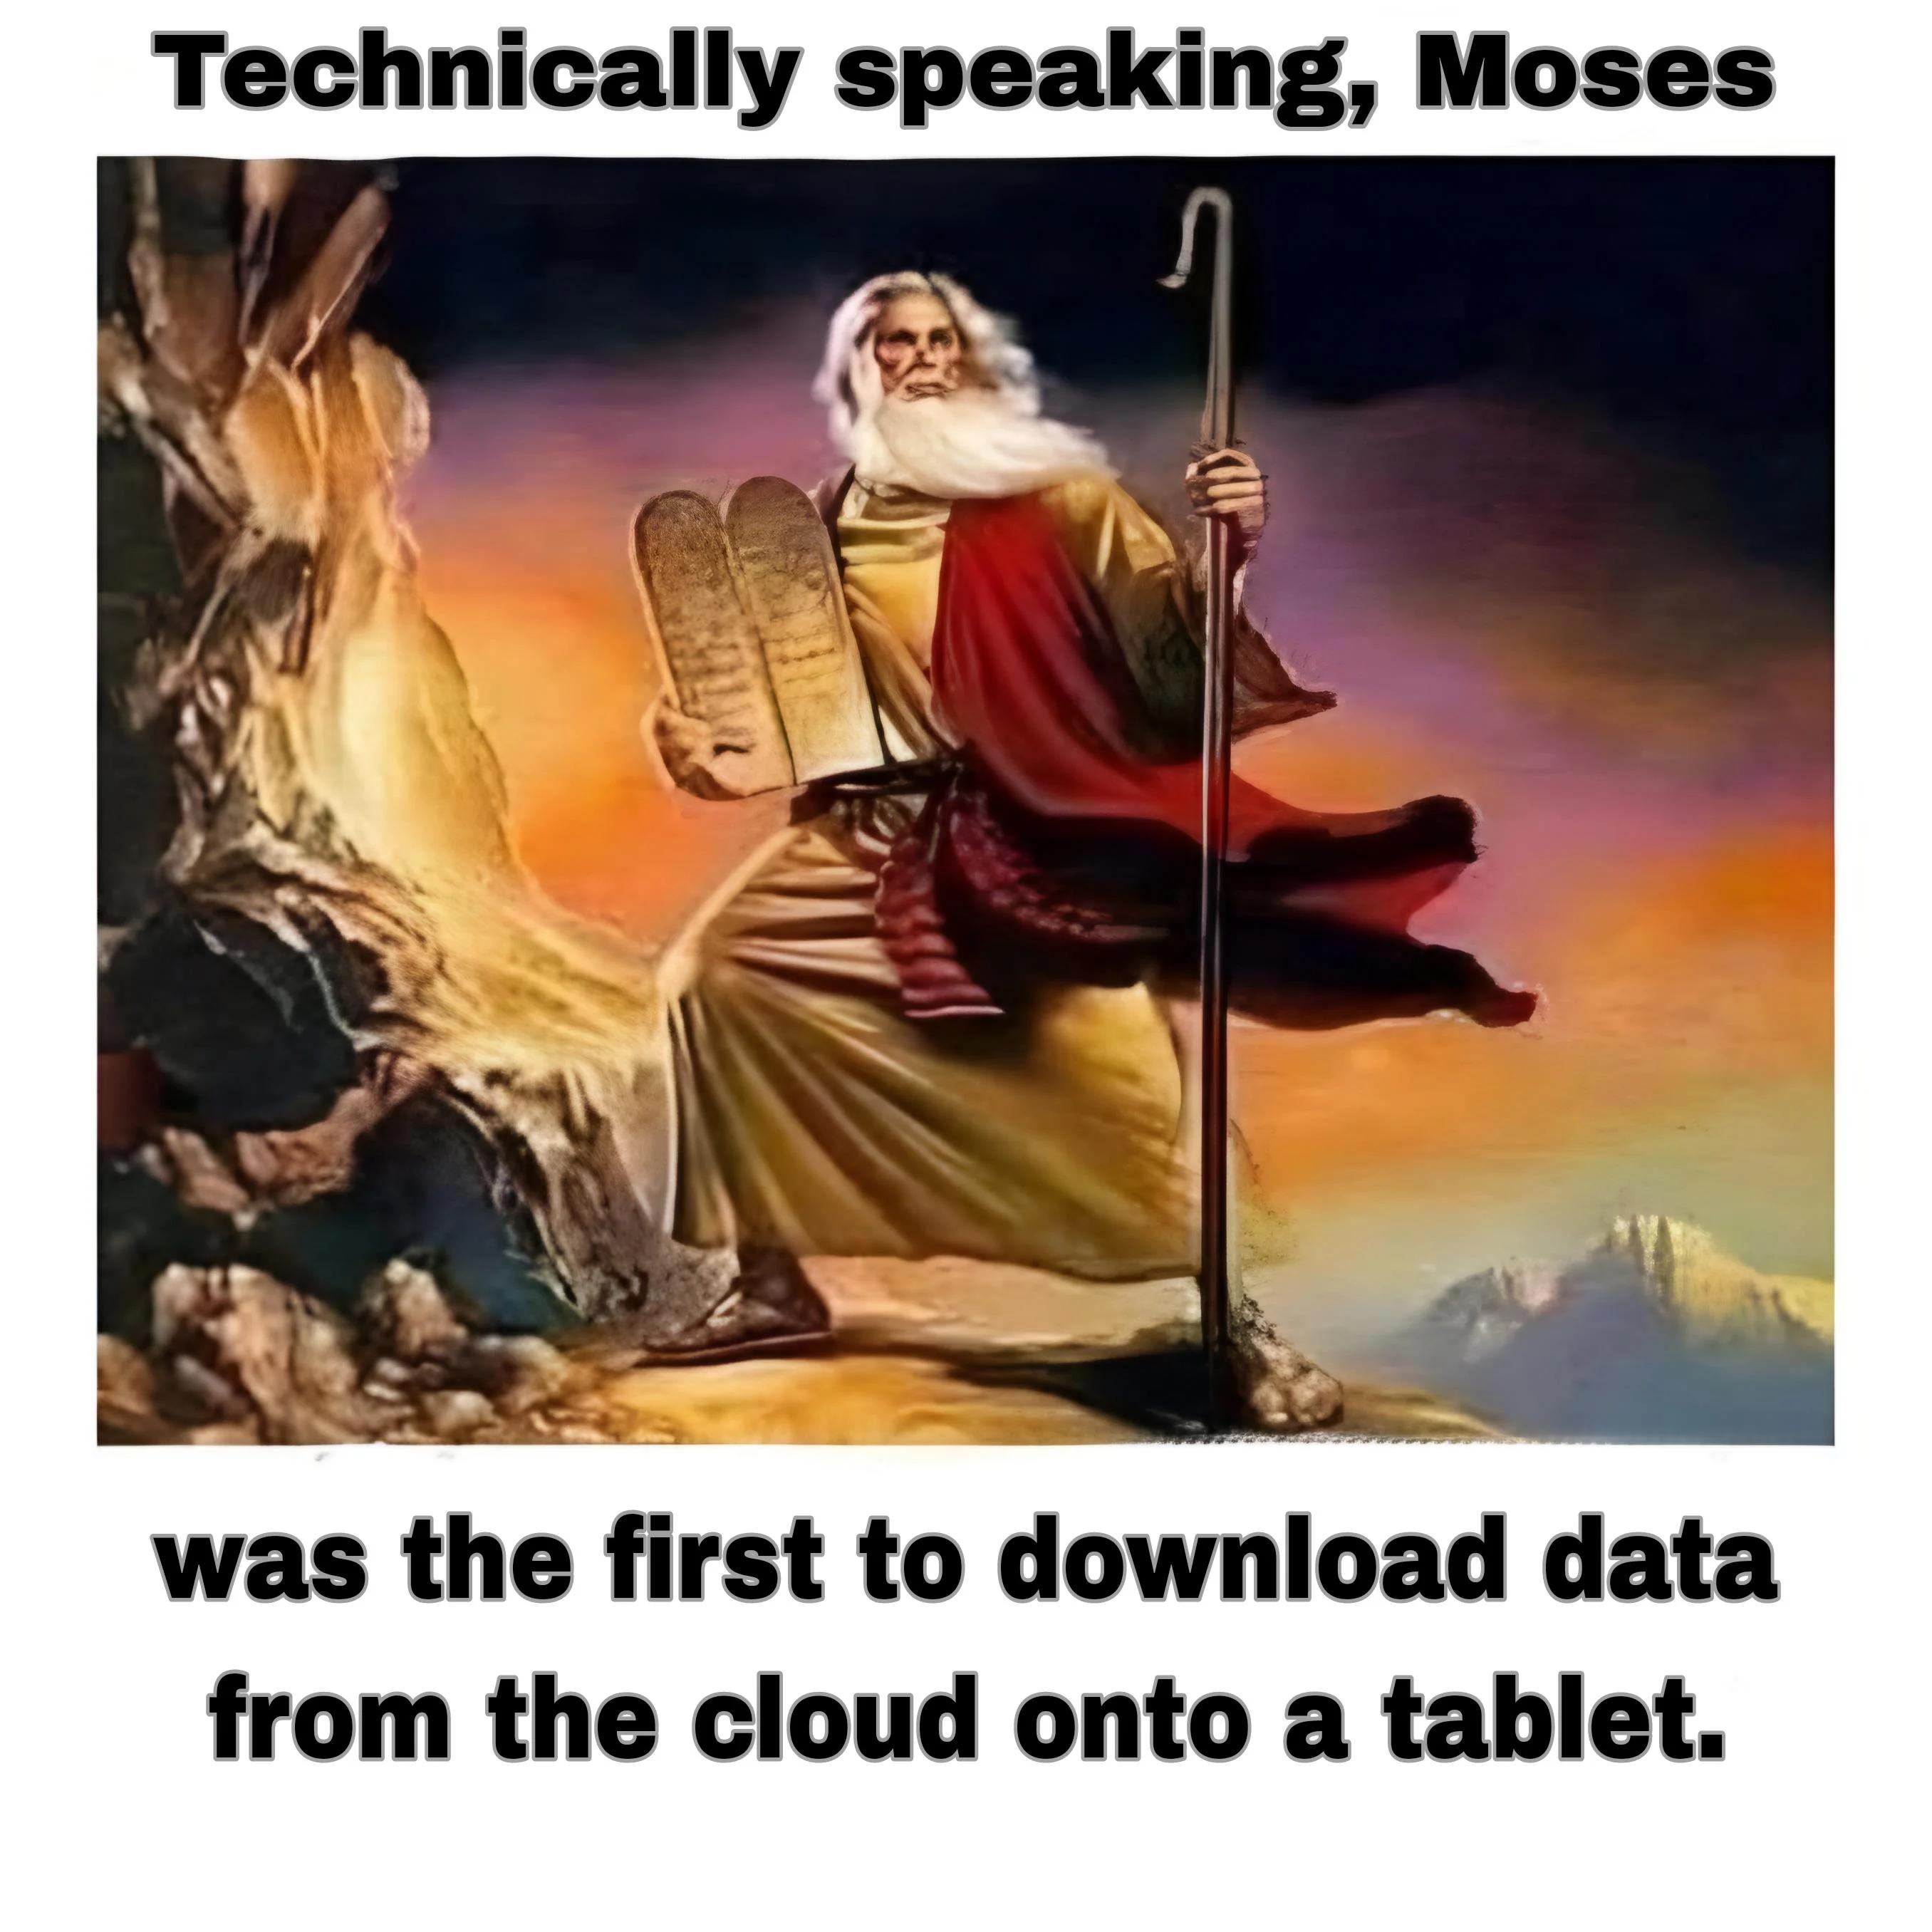 Technically speaking, Moses
was the first to download data
from the cloud onto a tablet.